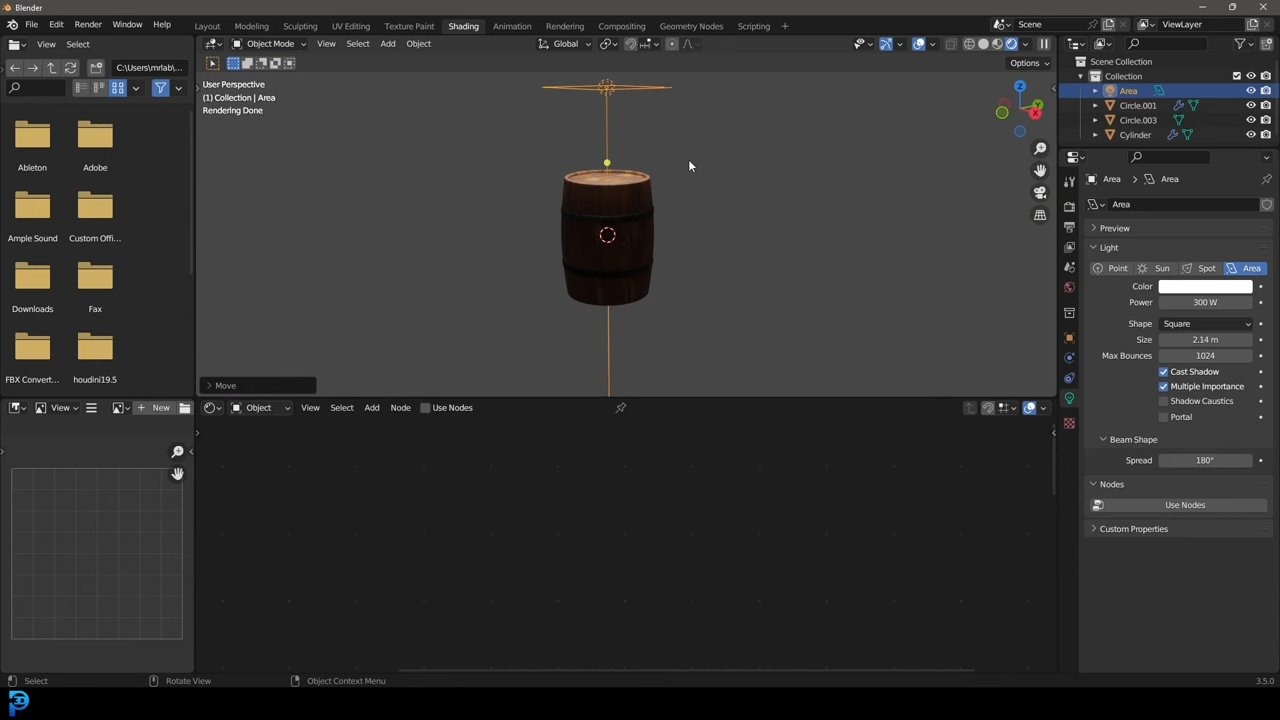 Blender
File Edit Render Window Help Layout Modeling Sculpting UV Editing Texture Paint Shading Animation Rendering Compositing Geometry Nodes Scripting + Scene ViewLayer
View Select Object Mode View Select Add Object Global
C:\Users\mrlab\... Options
User Perspective
(1) Collection | Area
Rendering Done
Scene Collection
Collection
Area
Circle.001
Circle.003
Cylinder
Z
Y
X
Ableton Adobe
Ample Sound Custom Offi...
Downloads Fax
FBX Convert... houdini19.5
Move
Area Area
Area
Preview
Light
Point Sun Spot Area
Color
Power 300 W
Shape Square
Size 2.14 m
Max Bounces 1024
Cast Shadow
Multiple Importance
Shadow Caustics
Portal
Beam Shape
Spread 180°
Nodes
Use Nodes
Custom Properties
View New Object View Select Add Node Use Nodes
Select Rotate View Object Context Menu 3.5.0